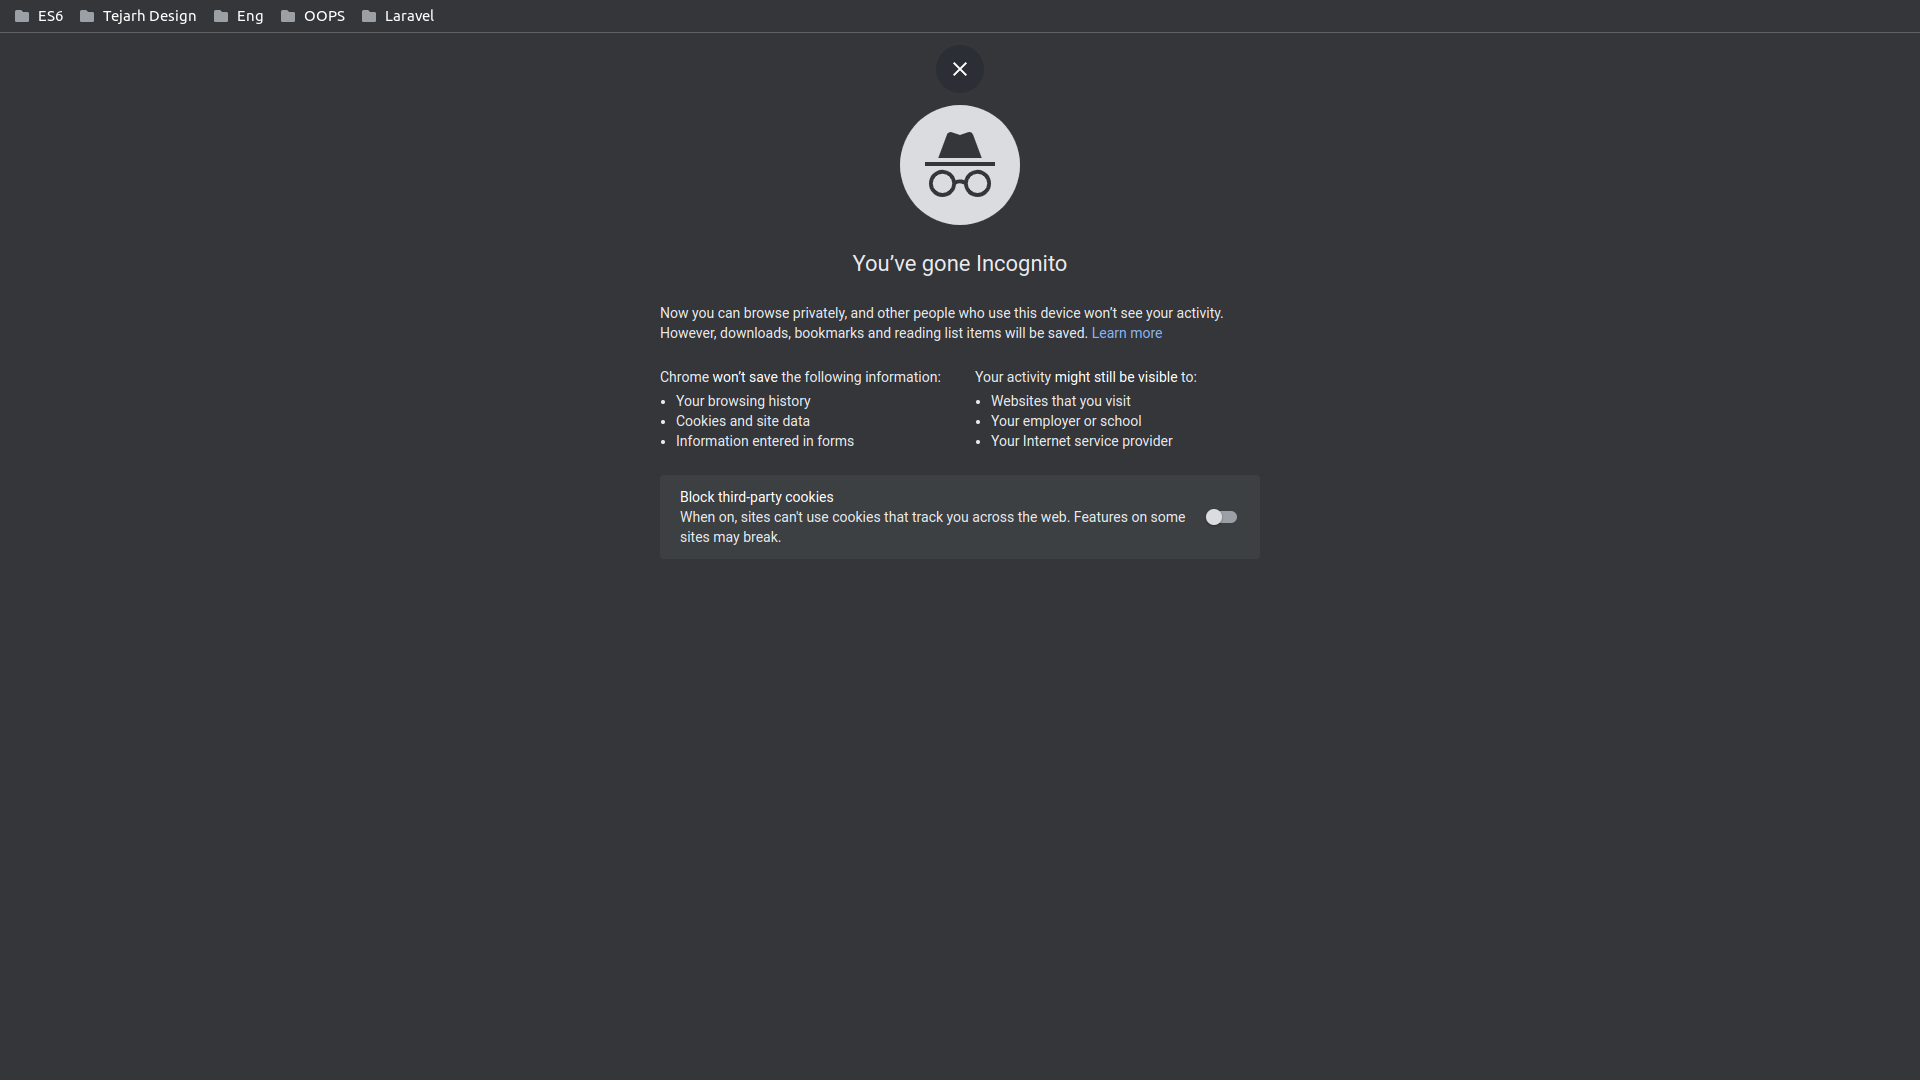 ES6 Tejarh Design Eng OOPS Laravel
You’ve gone Incognito
Now you can browse privately, and other people who use this device won’t see your activity.
However, downloads, bookmarks and reading list items will be saved. Learn more
Chrome won’t save the following information:
Your browsing history
Cookies and site data
Information entered in forms
Your activity might still be visible to:
Websites that you visit
Your employer or school
Your Internet service provider
Block third-party cookies
When on, sites can't use cookies that track you across the web. Features on some
sites may break.